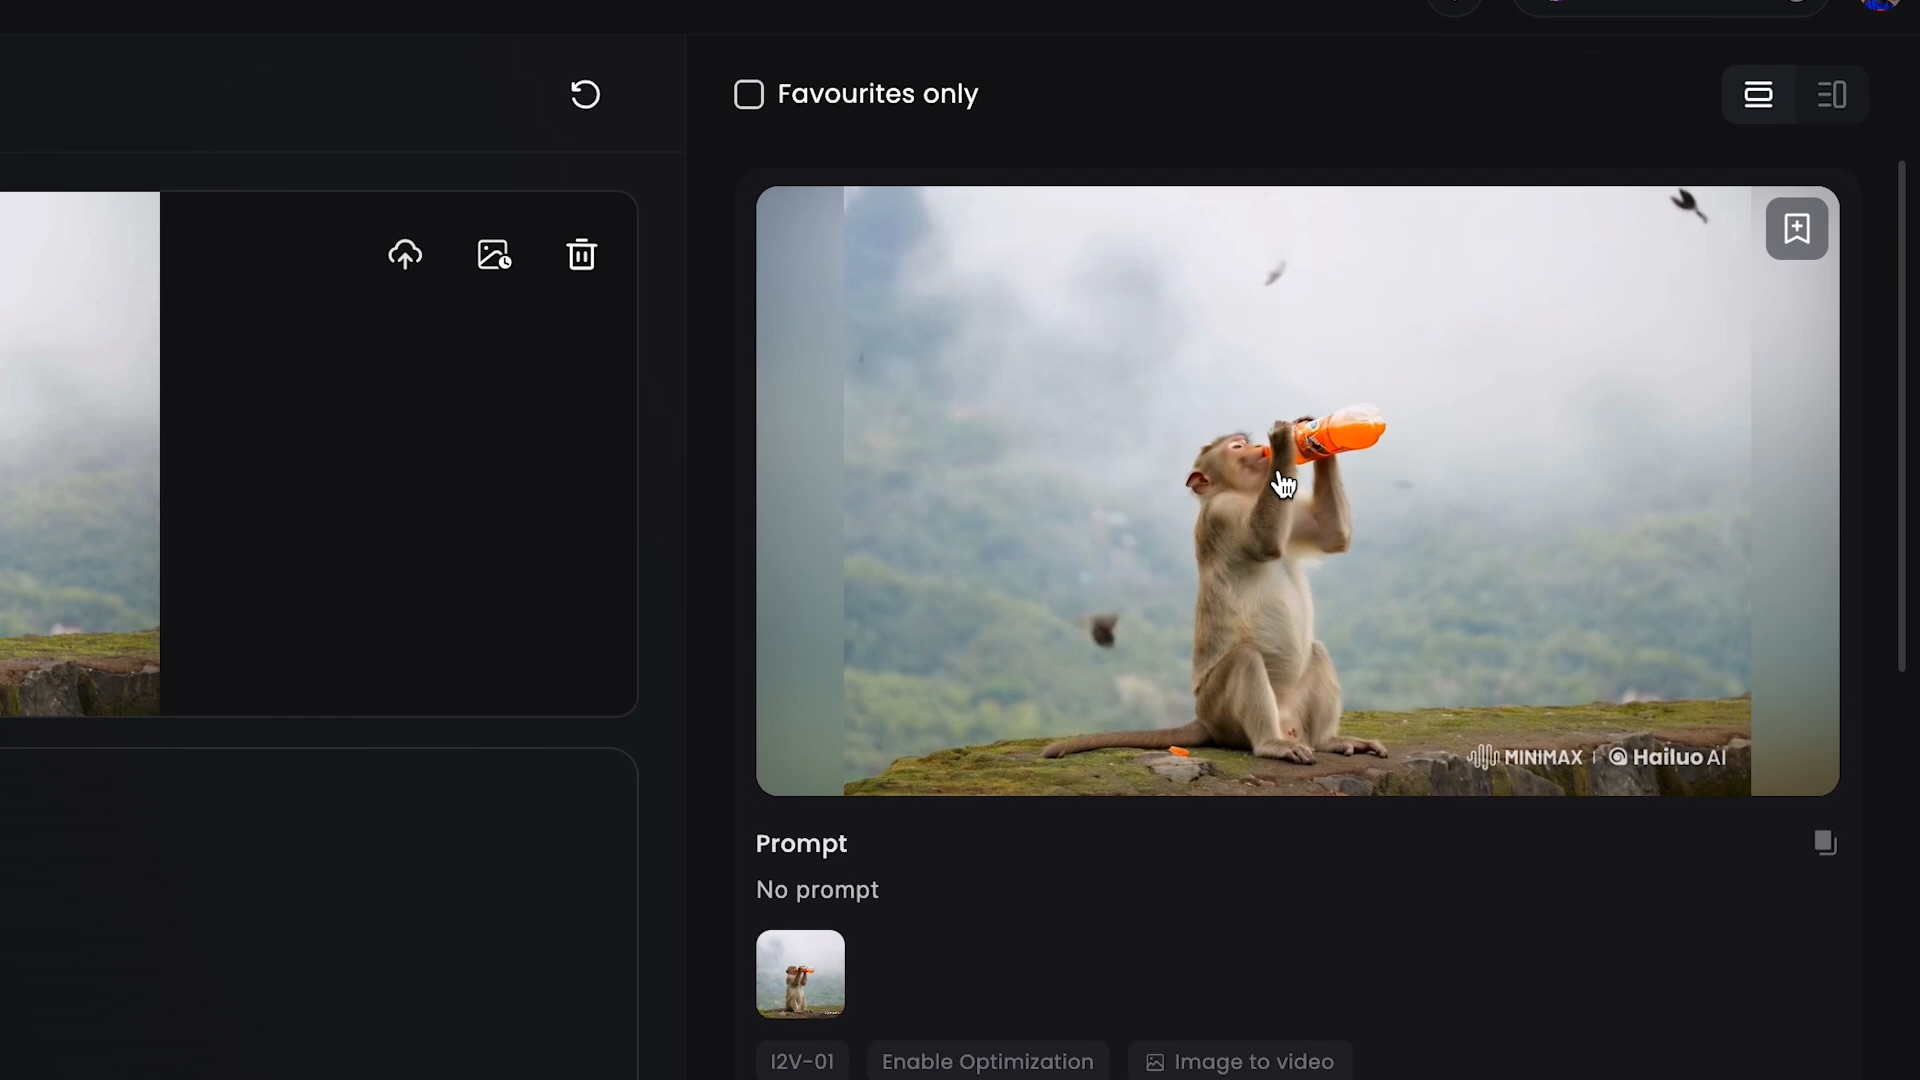 Favourites only
MINIMAX | Hailuo AI
Prompt
No prompt
I2V-01
Enable Optimization
Image to video